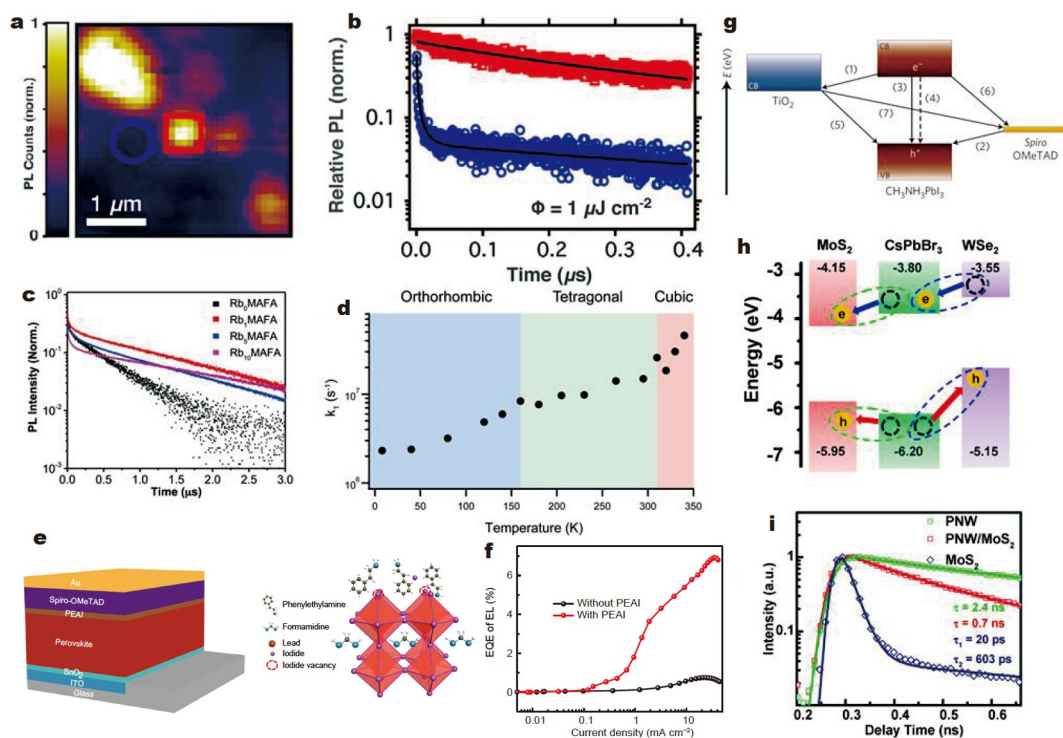 a
1
PL Counts (norm.)
0
1 μm
b
1
0.1
0.01
Relative PL (norm.)
Φ = 1 μJ cm⁻²
0.0 0.1 0.2 0.3 0.4
Time (μs)
g
E (eV)
CB
CB
TiO₂
e⁻
(1)
(3)
(4)
(6)
(7)
(5)
(2)
h⁺
VB
Spiro
OMeTAD
CH₃NH₃PbI₃
c
Rb₀MAFA
Rb₁MAFA
Rb₅MAFA
Rb₁₀MAFA
10⁰
10⁻¹
10⁻²
10⁻³
PL Intensity (Norm.)
0.0 0.5 1.0 1.5 2.0 2.5 3.0
Time (μs)
d
Orthorhombic Tetragonal Cubic
10⁸
10⁷
10⁶
k₁ (s⁻¹)
0 50 100 150 200 250 300 350
Temperature (K)
h
MoS₂ CsPbBr₃ WSe₂
-3
-4
-5
-6
-7
Energy (eV)
-4.15 -3.80 -3.55
e e
h h
-5.95 -6.20 -5.15
e
Au
Spiro-OMeTAD
PEAI
Perovskite
SnO₂
ITO
Glass
Phenylethylamine
Formamidine
Lead
Iodide
Iodide vacancy
f
6
4
2
0
EQE of EL (%)
Without PEAI
With PEAI
0.01 0.1 1 10
Current density (mA cm⁻²)
i
PNW
PNW/MoS₂
MoS₂
1
0.1
Intensity (a.u.)
τ = 2.4 ns
τ = 0.7 ns
τ₁ = 20 ps
τ₂ = 603 ps
0.2 0.3 0.4 0.5 0.6
Delay Time (ns)